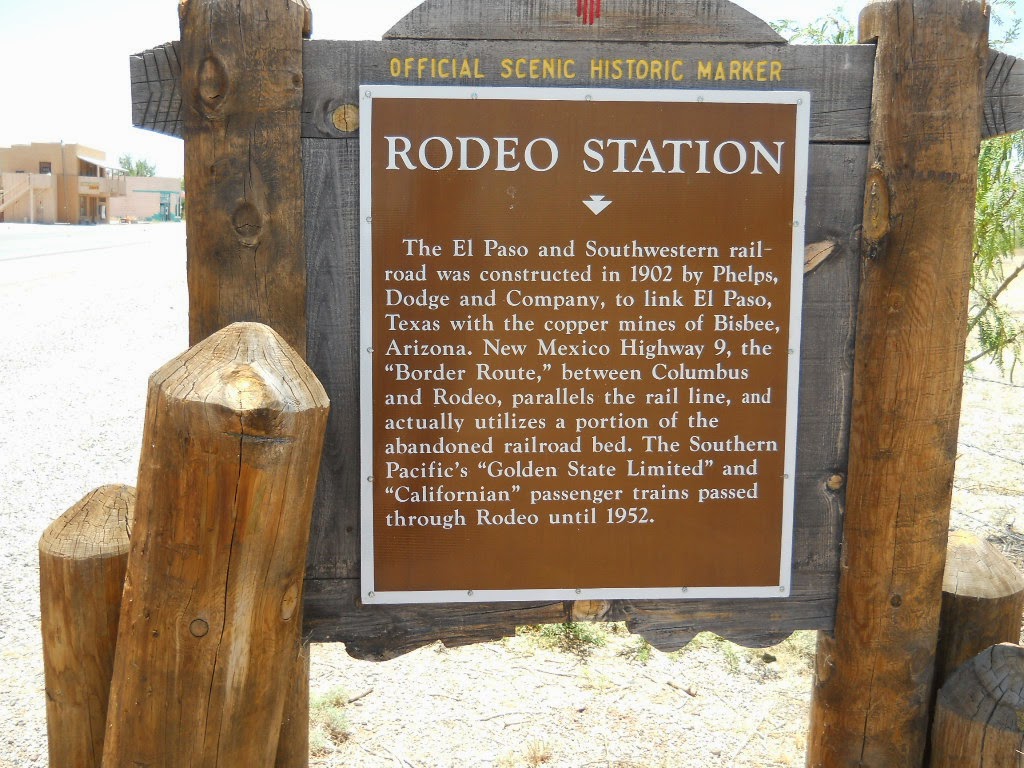 OFFICIAL SCENIC HISTORIC MARKER
RODEO STATION
The El Paso and Southwestern rail-
road was constructed in 1902 by Phelps,
Dodge and Company, to link El Paso,
Texas with the copper mines of Bisbee,
Arizona. New Mexico Highway 9, the
“Border Route,” between Columbus
and Rodeo, parallels the rail line, and
actually utilizes a portion of the
abandoned railroad bed. The Southern
Pacific’s “Golden State Limited” and
“Californian” passenger trains passed
through Rodeo until 1952.